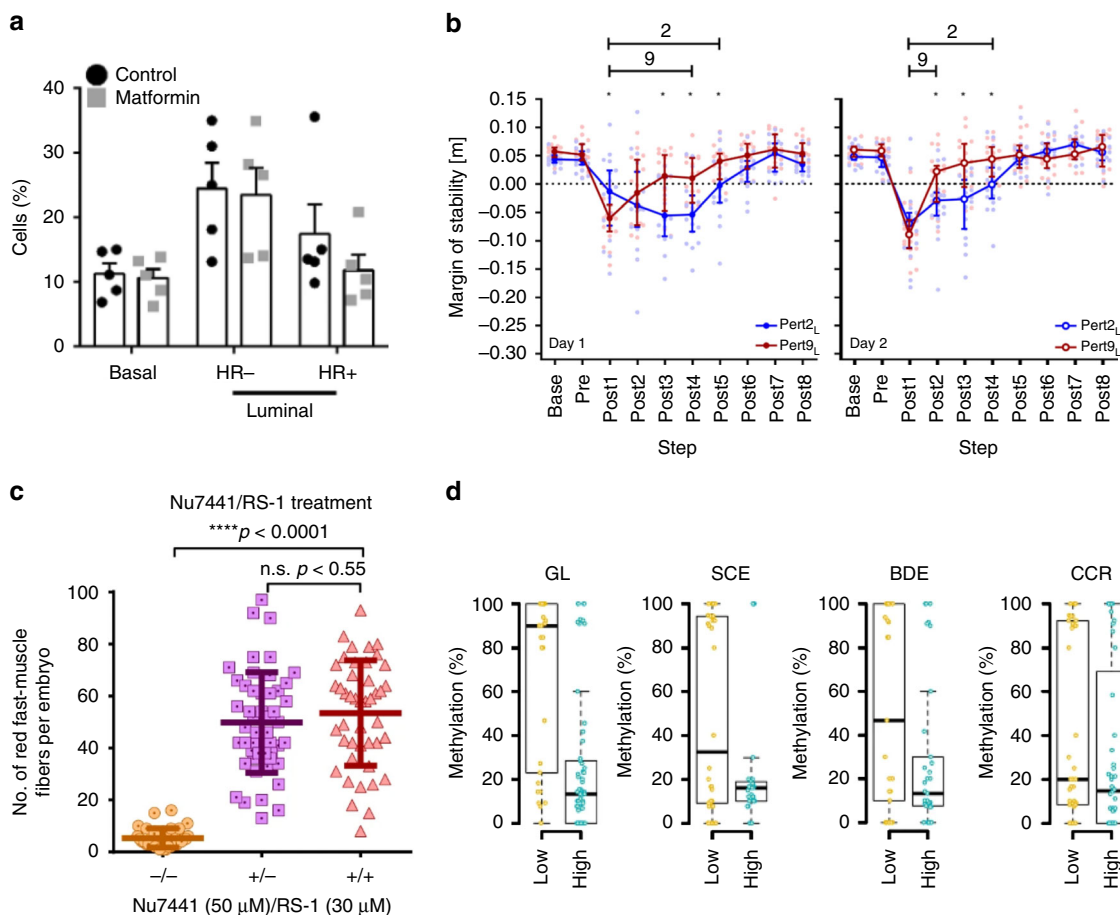 a
Control
Matformin
Cells (%)
40
30
20
10
0
Basal
HR–
HR+
Luminal
b
2
9
2
9
* * * *
* * *
Margin of stability [m]
0.15
0.10
0.05
0.00
–0.05
–0.10
–0.15
–0.20
–0.25
–0.30
Day 1
Pert2L
Pert9L
Day 2
Pert2L
Pert9L
Base
Pre
Post1
Post2
Post3
Post4
Post5
Post6
Post7
Post8
Step
Base
Pre
Post1
Post2
Post3
Post4
Post5
Post6
Post7
Post8
Step
c
Nu7441/RS-1 treatment
****p < 0.0001
n.s. p < 0.55
No. of red fast-muscle
fibers per embryo
100
80
60
40
20
0
–/–
+/–
+/+
Nu7441 (50 μM)/RS-1 (30 μM)
d
GL
Methylation (%)
100
80
60
40
20
0
Low
High
SCE
Methylation (%)
100
80
60
40
20
0
Low
High
BDE
Methylation (%)
100
80
60
40
20
0
Low
High
CCR
Methylation (%)
100
80
60
40
20
0
Low
High